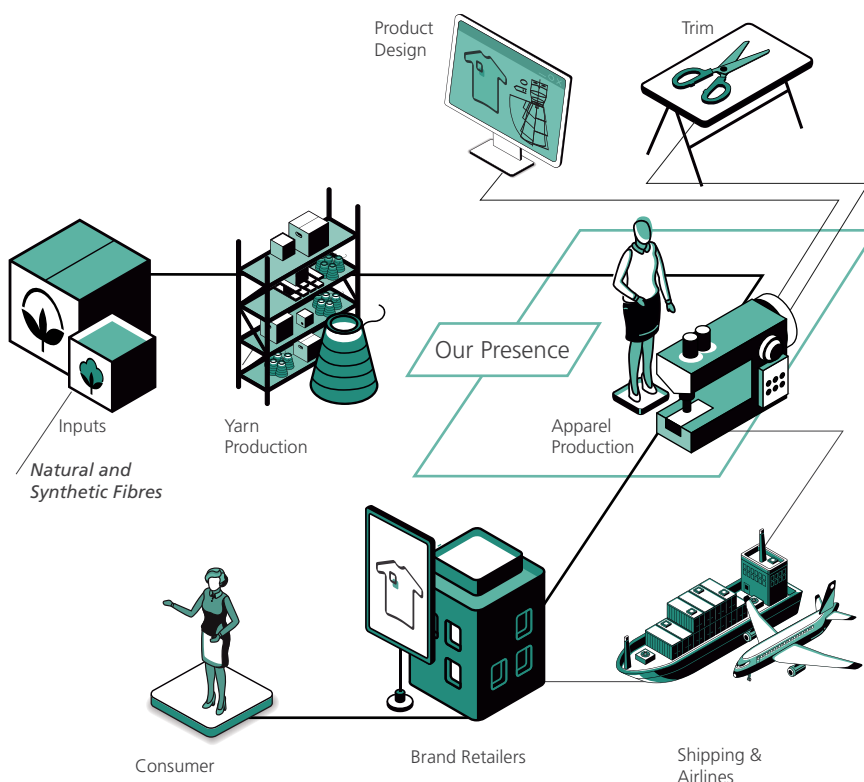 Product
Design
Trim
Our Presence
Inputs
Yarn
Production
Apparel
Production
Natural and
Synthetic Fibres
Consumer
Brand Retailers
Shipping &
Airlines